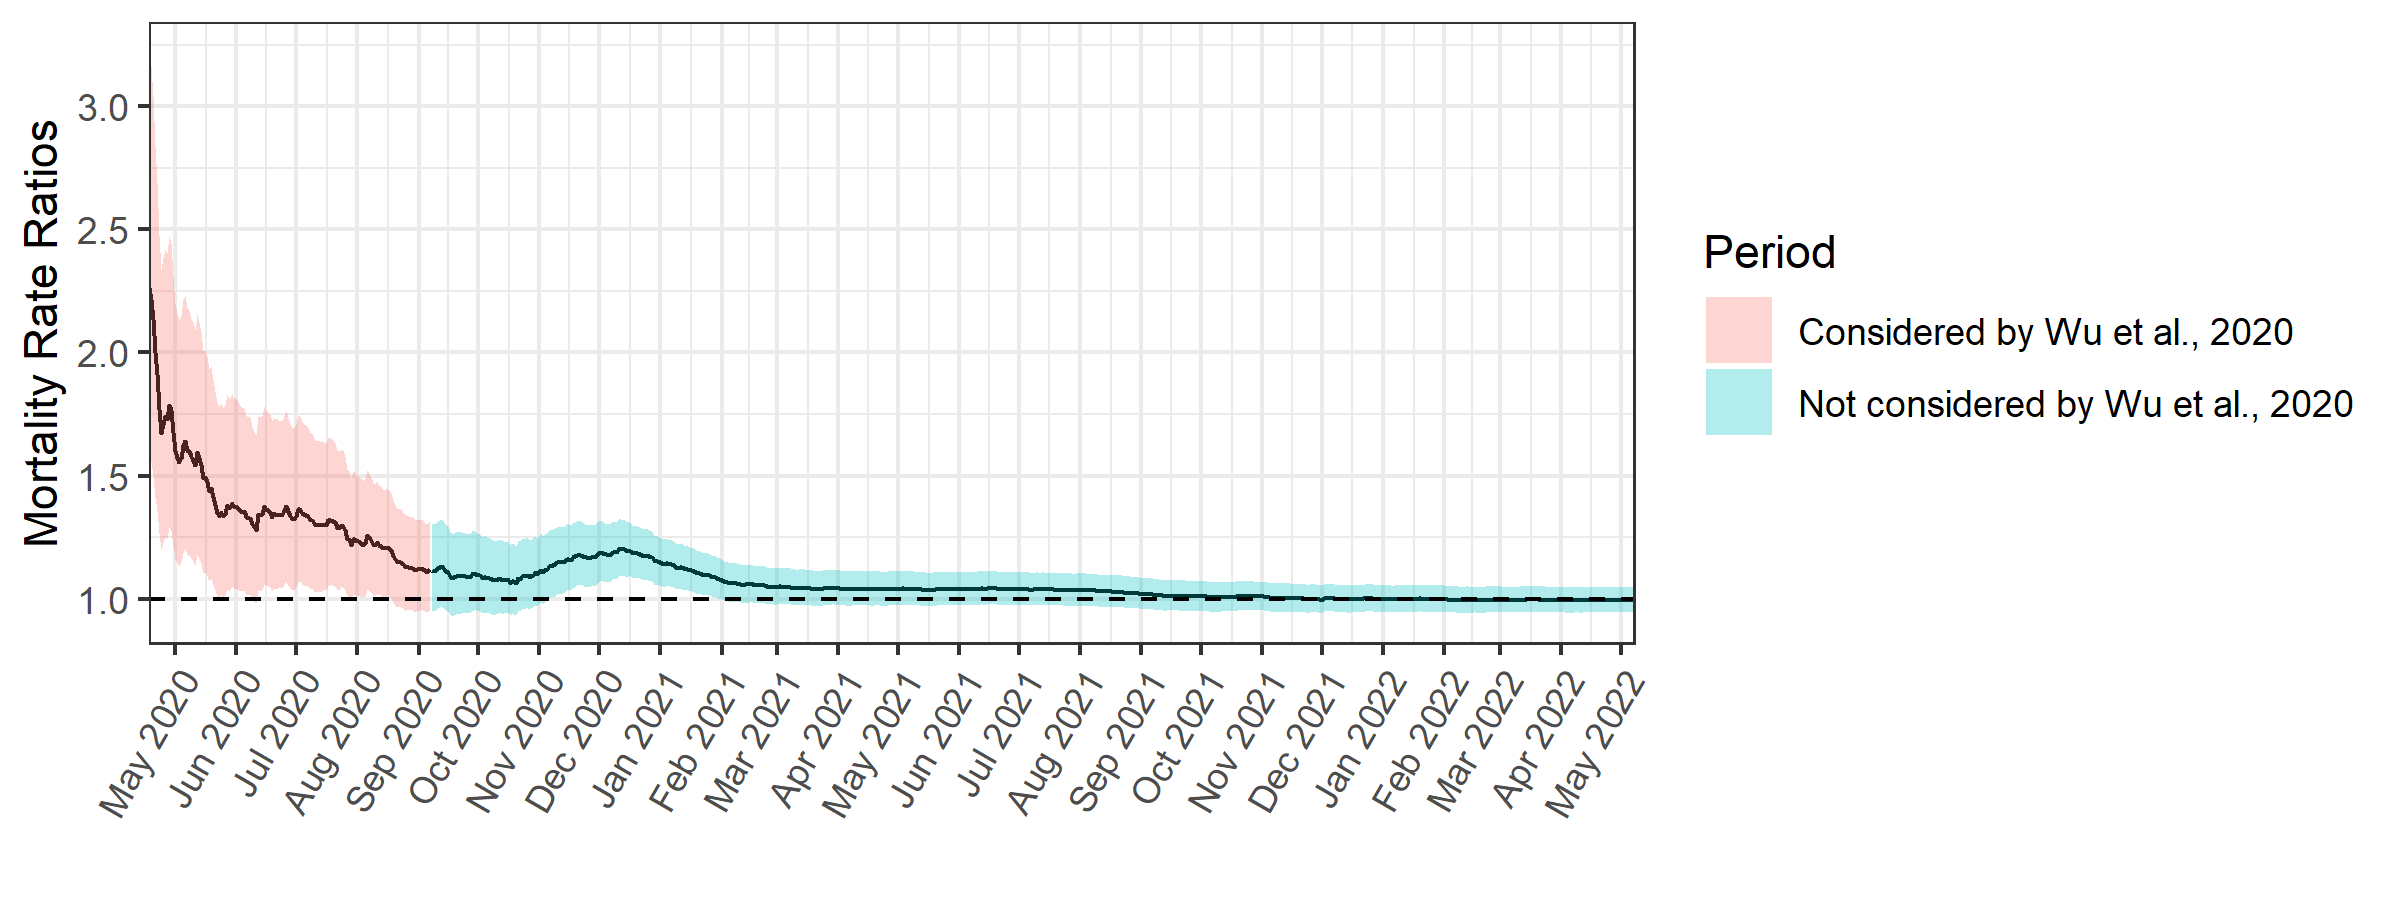 Mortality Rate Ratios
3.0
2.5
2.0
1.5
1.0
May 2020
Jun 2020
Jul 2020
Aug 2020
Sep 2020
Oct 2020
Nov 2020
Dec 2020
Jan 2021
Feb 2021
Mar 2021
Apr 2021
May 2021
Jun 2021
Jul 2021
Aug 2021
Sep 2021
Oct 2021
Nov 2021
Dec 2021
Jan 2022
Feb 2022
Mar 2022
Apr 2022
May 2022
Period
Considered by Wu et al., 2020
Not considered by Wu et al., 2020